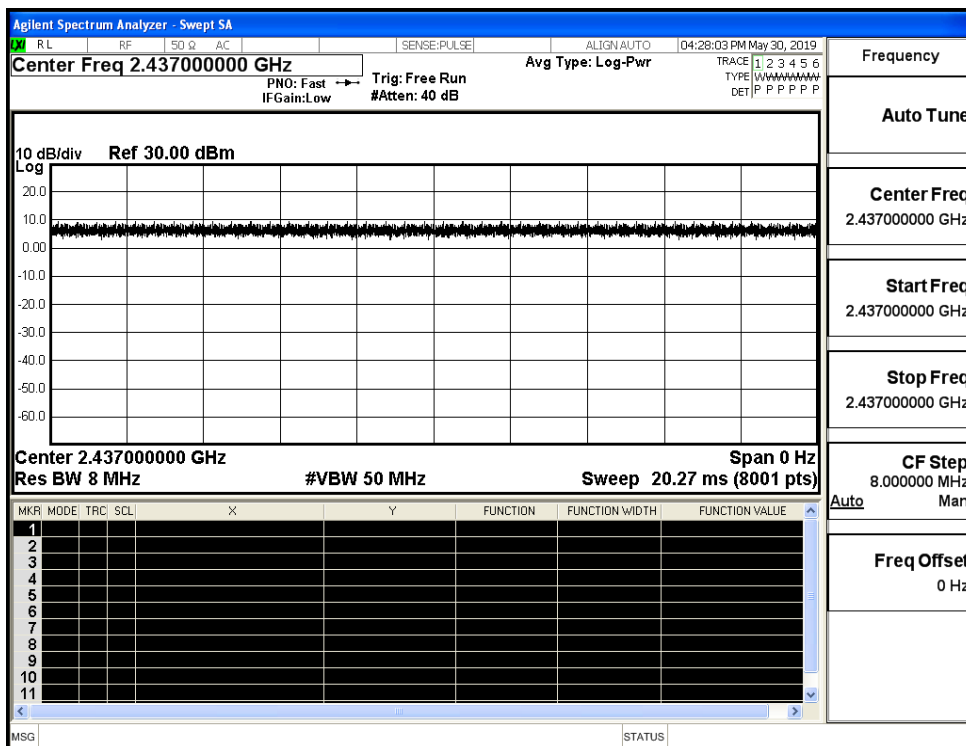 Agilent Spectrum Analyzer - Swept SA
LXI RL RF 50 Ω AC SENSE:PULSE ALIGN AUTO 04:28:03 PM May 30, 2019
Center Freq 2.437000000 GHz
PNO: Fast
IFGain:Low
Trig: Free Run
#Atten: 40 dB
Avg Type: Log-Pwr
TRACE 1 2 3 4 5 6
TYPE WWWWWW
DET P P P P P P
10 dB/div Ref 30.00 dBm
Log
20.0
10.0
0.00
-10.0
-20.0
-30.0
-40.0
-50.0
-60.0
Center 2.437000000 GHz Span 0 Hz
Res BW 8 MHz #VBW 50 MHz Sweep 20.27 ms (8001 pts)
MKR MODE TRC SCL X Y FUNCTION FUNCTION WIDTH FUNCTION VALUE
1
2
3
4
5
6
7
8
9
10
11
MSG STATUS
Frequency
Auto Tune
Center Freq
2.437000000 GHz
Start Freq
2.437000000 GHz
Stop Freq
2.437000000 GHz
CF Step
8.000000 MHz
Auto Man
Freq Offset
0 Hz